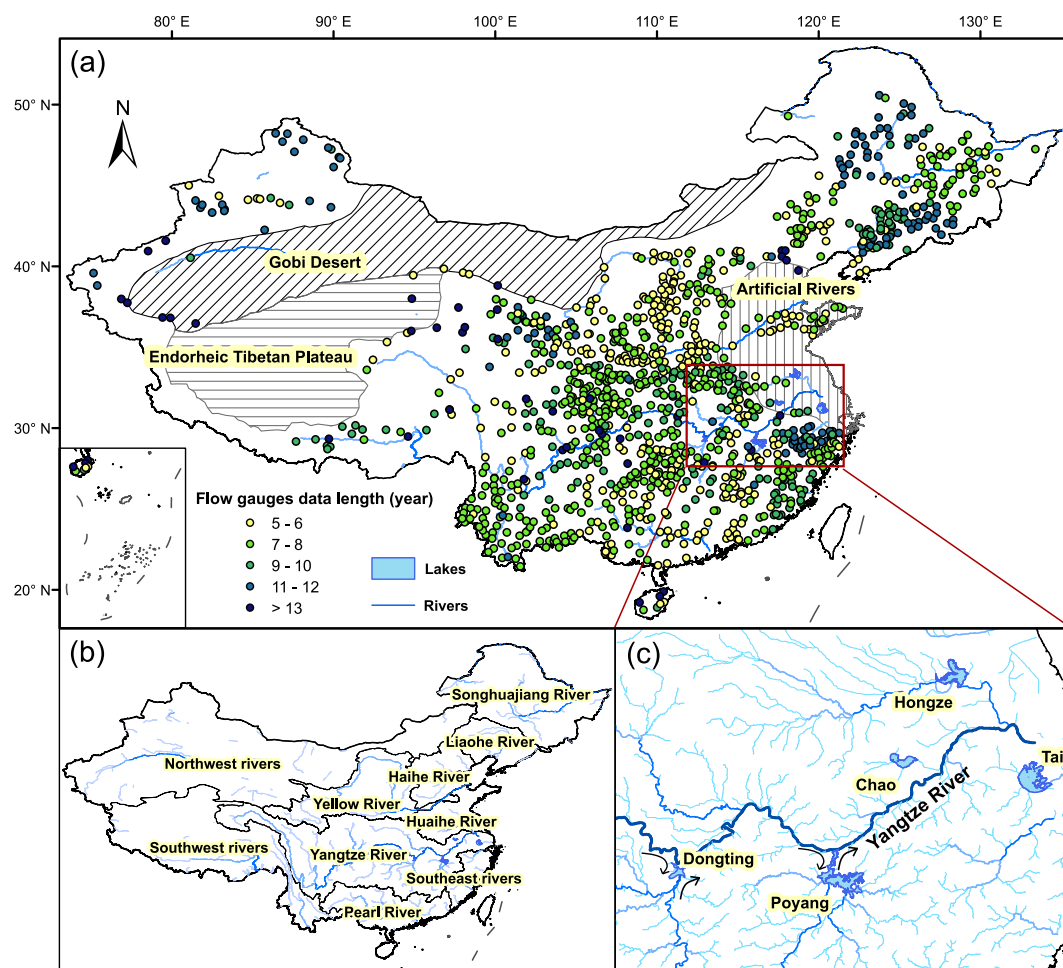 80° E
90° E
100° E
110° E
120° E
130° E
(a)
50° N
40° N
30° N
20° N
N
Gobi Desert
Artificial Rivers
Endorheic Tibetan Plateau
Flow gauges data length (year)
5 - 6
7 - 8
9 - 10
11 - 12
> 13
Lakes
Rivers
(b)
Songhuajiang River
Liaohe River
Northwest rivers
Haihe River
Yellow River
Huaihe River
Southwest rivers
Yangtze River
Southeast rivers
Pearl River
(c)
Hongze
Tai
Chao
Yangtze River
Dongting
Poyang